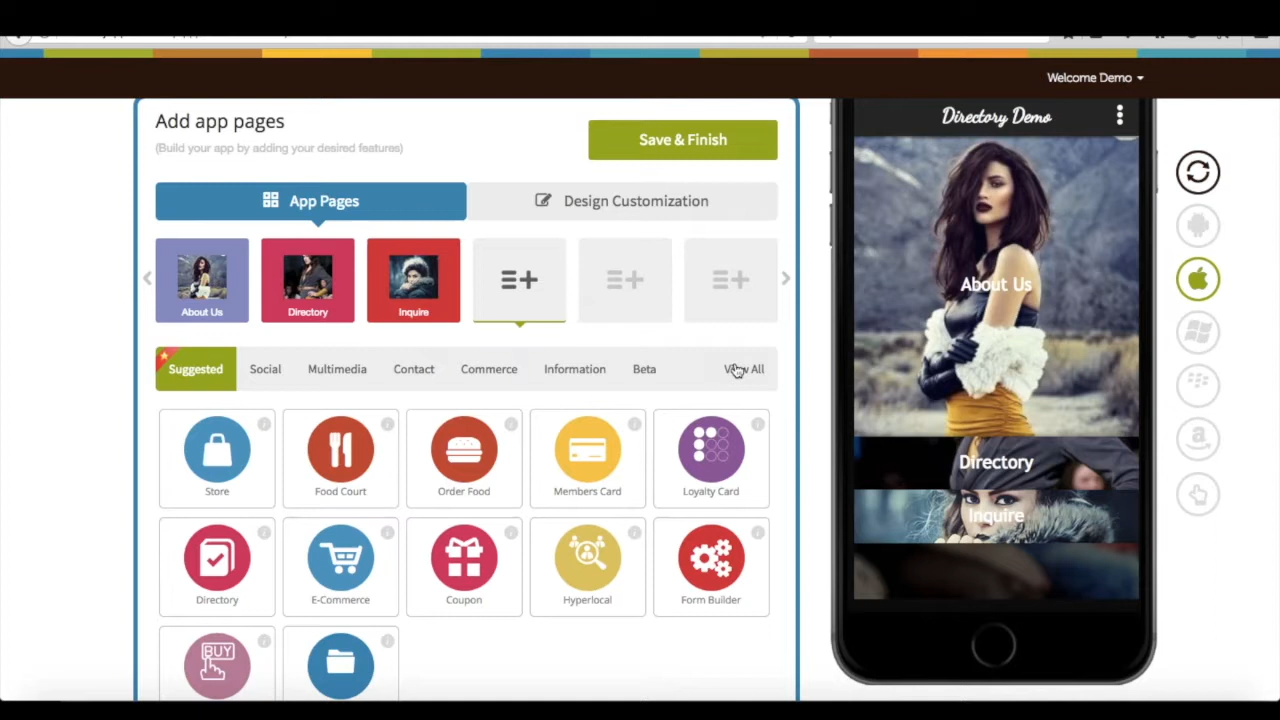 Welcome Demo
Add app pages
(Build your app by adding your desired features)
Save & Finish
App Pages
Design Customization
About Us
Directory
Inquire
Suggested
Social
Multimedia
Contact
Commerce
Information
Beta
View All
Store
Food Court
Order Food
Members Card
Loyalty Card
Directory
E-Commerce
Coupon
Hyperlocal
Form Builder
BUY
Directory Demo
About Us
Directory
Inquire